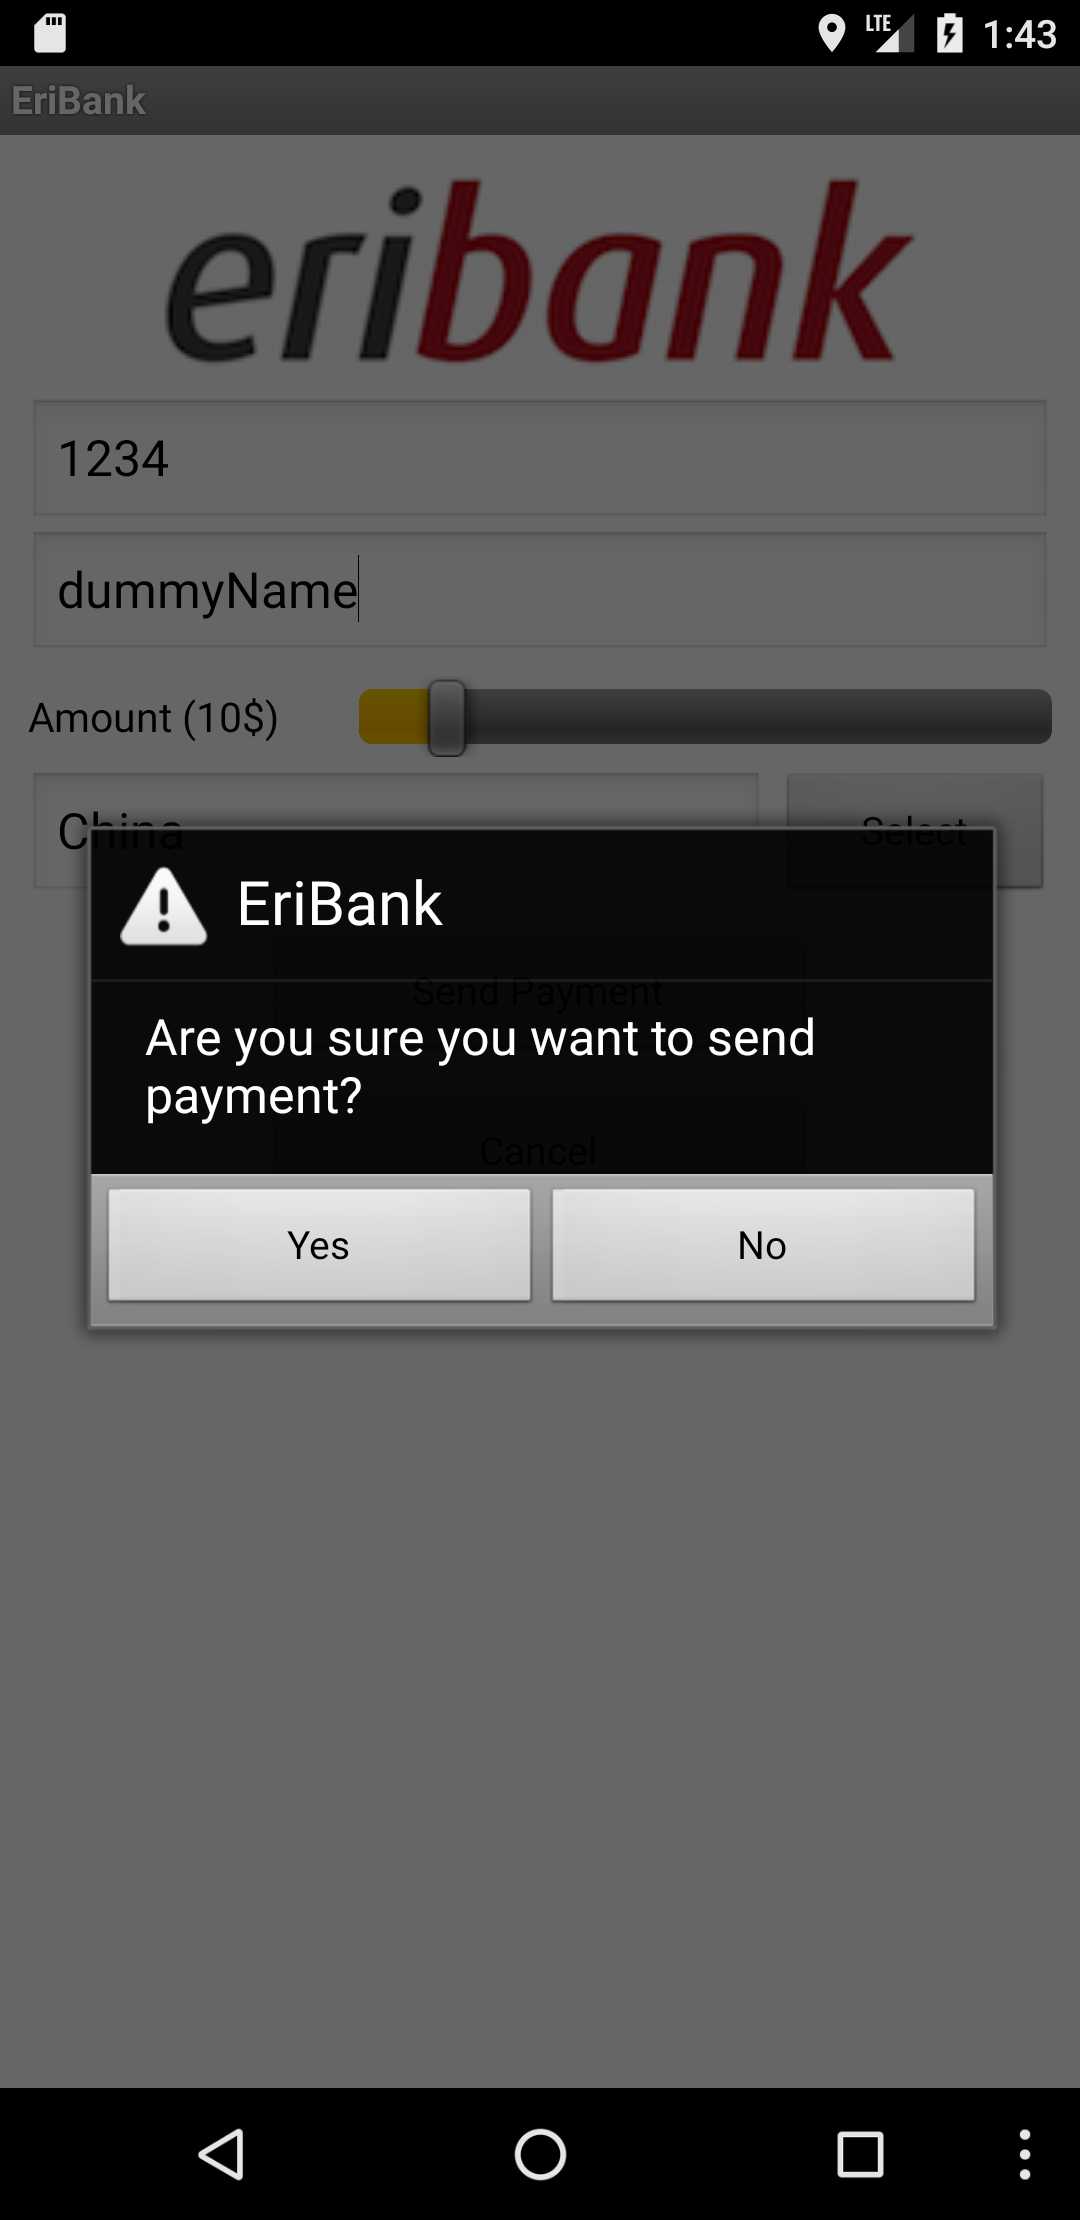 LTE 1:43
EriBank
eribank
1234
dummyName
Amount (10$)
China
Select
EriBank
Send Payment
Are you sure you want to send
payment?
Cancel
Yes
No